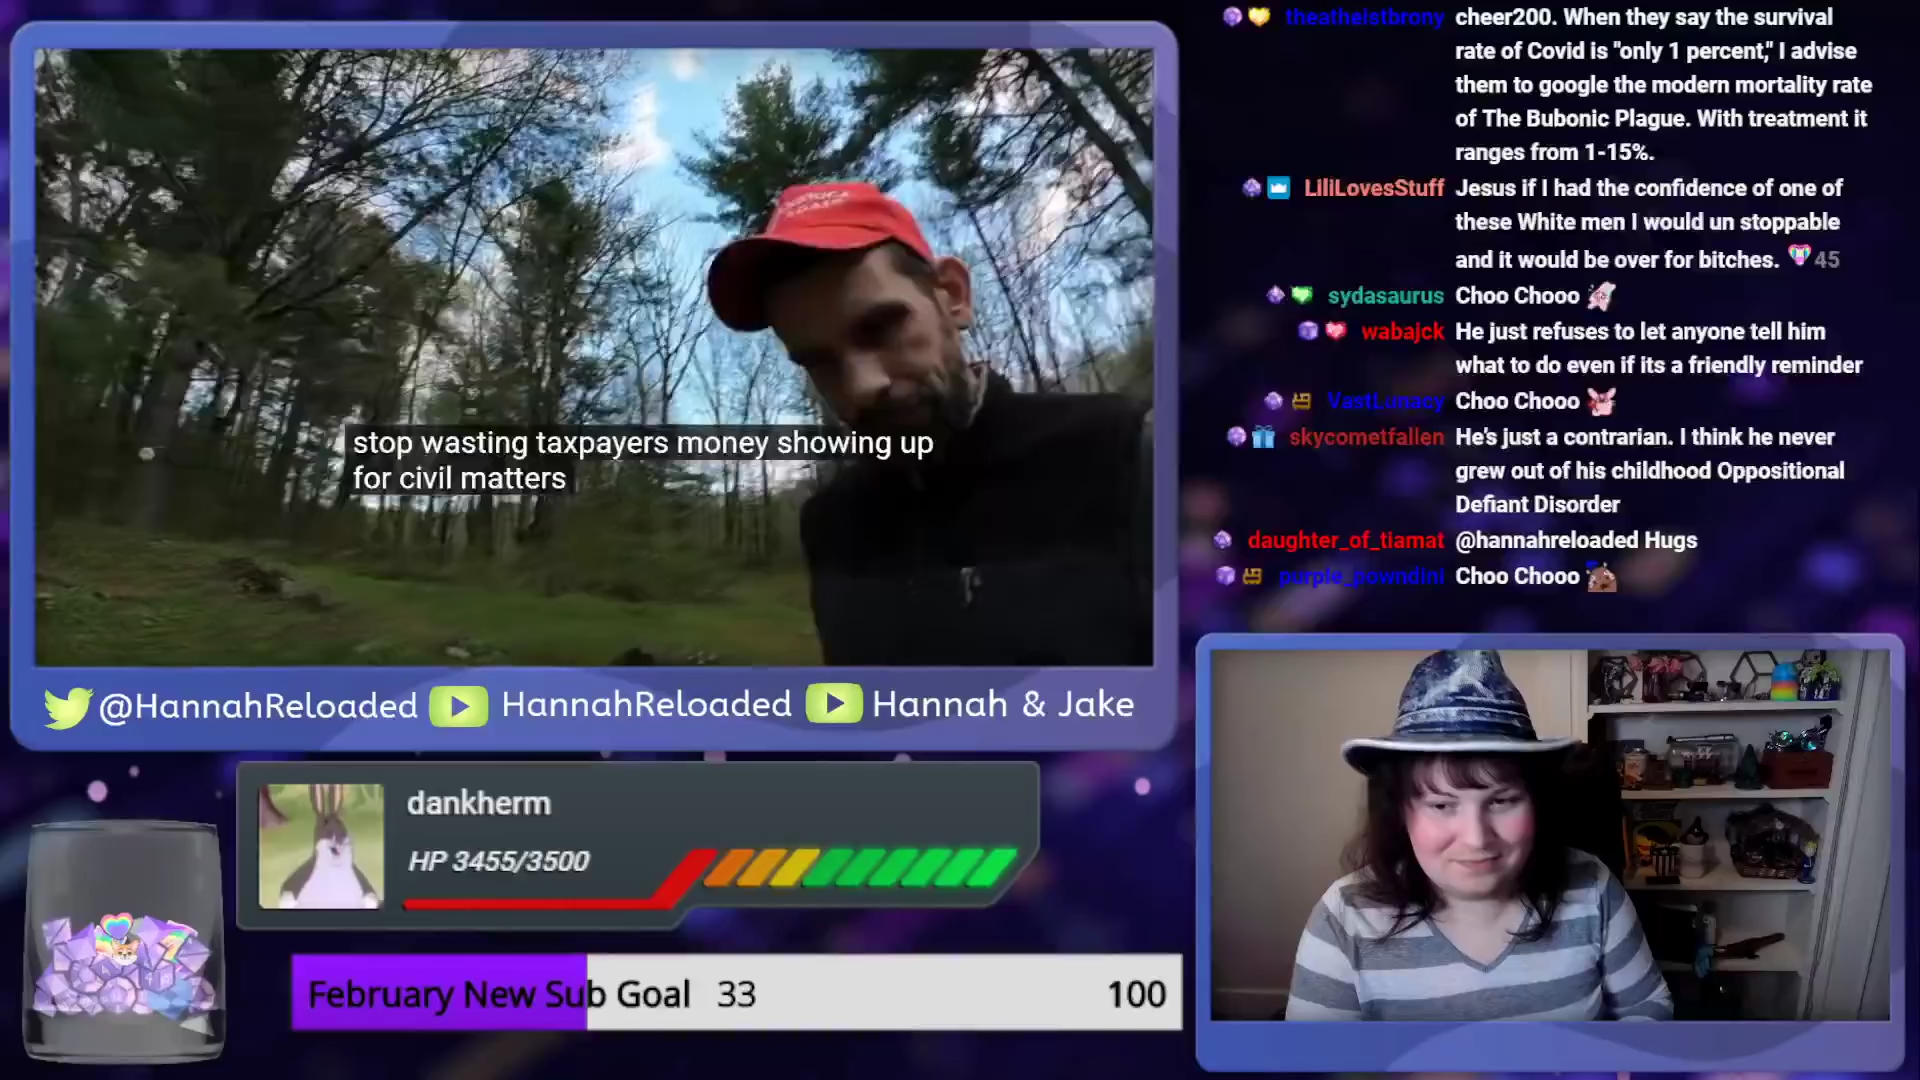 stop wasting taxpayers money showing up
for civil matters
@HannahReloaded HannahReloaded Hannah & Jake
dankherm
HP 3455/3500
February New Sub Goal 33 100
theatheistbrony cheer200. When they say the survival
rate of Covid is "only 1 percent," I advise
them to google the modern mortality rate
of The Bubonic Plague. With treatment it
ranges from 1-15%.
LiliLovesStuff Jesus if I had the confidence of one of
these White men I would un stoppable
and it would be over for bitches. 45
sydasaurus Choo Chooo
wabajck He just refuses to let anyone tell him
what to do even if its a friendly reminder
VastLunacy Choo Chooo
skycometfallen He's just a contrarian. I think he never
grew out of his childhood Oppositional
Defiant Disorder
daughter_of_tiamat @hannahreloaded Hugs
purple_powndini Choo Chooo